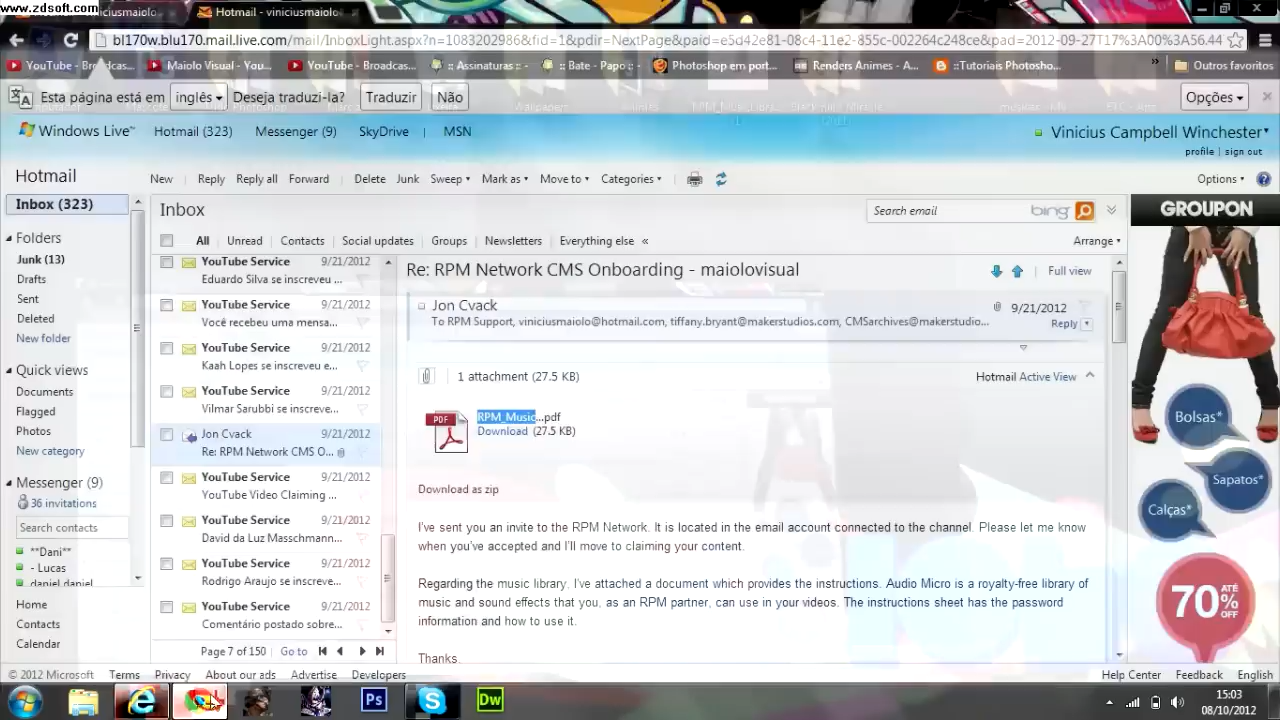 www.zdsoft.com
viniciusmaiolo
Hotmail - viniciusmaiolo
bl170w.blu170.mail.live.com/mail/InboxLight.aspx?n=1083202986&fid=1&pdir=NextPage&paid=e5d42e81-08c4-11e2-855c-002264c248ce&pad=2012-09-27T17%3A00%3A56.44
YouTube - Broadcas...
Maiolo Visual - You...
YouTube - Broadcas...
:: Assinaturas :: -
:: Bate - Papo :: -
Photoshop em port...
Renders Animes - A...
::Tutoriais Photosho...
»
Outros favoritos
Esta página está em inglês Deseja traduzi-la? Traduzir Não
Opções
Windows Live™ Hotmail (323) Messenger (9) SkyDrive MSN
Vinicius Campbell Winchester
profile | sign out
Hotmail
New Reply Reply all Forward Delete Junk Sweep Mark as Move to Categories
Options
Inbox (323)
Inbox
Search email bing
GROUPON
Folders
Junk (13)
Drafts
Sent
Deleted
New folder
Quick views
Documents
Flagged
Photos
New category
Messenger (9)
36 invitations
Search contacts
**Dani**
- Lucas
daniel daniel
Home
Contacts
Calendar
All Unread Contacts Social updates Groups Newsletters Everything else «
Arrange
YouTube Service 9/21/2012
Eduardo Silva se inscreveu ...
YouTube Service 9/21/2012
Você recebeu uma mensa...
YouTube Service 9/21/2012
Kaah Lopes se inscreveu e...
YouTube Service 9/21/2012
Vilmar Sarubbi se inscreve...
Jon Cvack 9/21/2012
Re: RPM Network CMS O...
YouTube Service 9/21/2012
YouTube Video Claiming ...
YouTube Service 9/21/2012
David da Luz Masschmann...
YouTube Service 9/21/2012
Rodrigo Araujo se inscreve...
YouTube Service 9/21/2012
Comentário postado sobre...
Page 7 of 150 Go to
Re: RPM Network CMS Onboarding - maiolovisual
Full view
Jon Cvack
9/21/2012
To RPM Support, viniciusmaiolo@hotmail.com, tiffany.bryant@makerstudios.com, CMSarchives@makerstudio...
Reply
1 attachment (27.5 KB)
Hotmail Active View
PDF
RPM_Music...pdf
Download (27.5 KB)
Download as zip
I've sent you an invite to the RPM Network. It is located in the email account connected to the channel. Please let me know
when you've accepted and I'll move to claiming your content.
Regarding the music library. I've attached a document which provides the instructions. Audio Micro is a royalty-free library of
music and sound effects that you, as an RPM partner, can use in your videos. The instructions sheet has the password
information and how to use it.
Thanks,
Bolsas*
Sapatos*
Calças*
ATÉ
70%
OFF
© 2012 Microsoft Terms Privacy About our ads Advertise Developers
Help Center Feedback English
Ps
Dw
15:03
08/10/2012